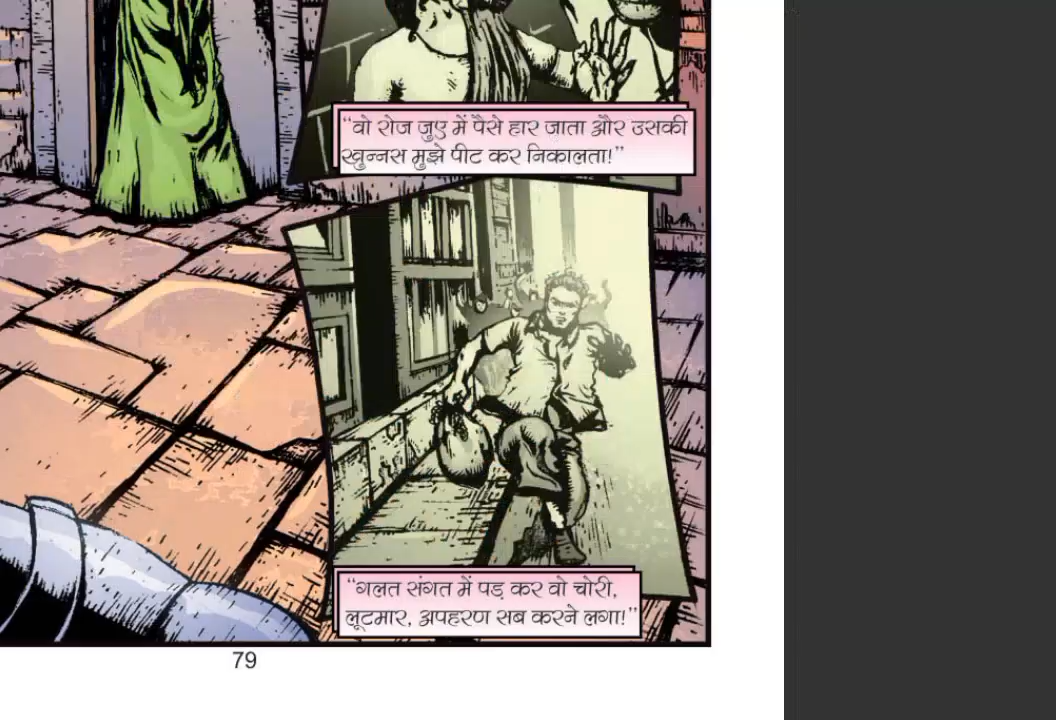 “वो रोज जुए में पैसे हार जाता और उसकी
खुन्नस मुझे पीट कर निकालता!”
“गलत संगत में पड़ कर वो चोरी,
लूटमार, अपहरण सब करने लगा!”
79